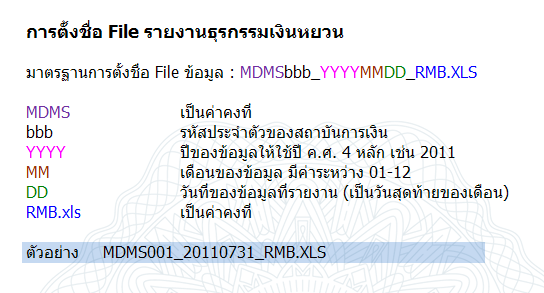 การตั้งชื่อ File รายงานธุรกรรมเงินหยวน
มาตรฐานการตั้งชื่อ File ข้อมูล : MDMSbbb_YYYYMMDD_RMB.XLS
MDMS เป็นค่าคงที่
bbb รหัสประจำตัวของสถาบันการเงิน
YYYY ปีของข้อมูลให้ใช้ปี ค.ศ. 4 หลัก เช่น 2011
MM เดือนของข้อมูล มีค่าระหว่าง 01-12
DD วันที่ของข้อมูลที่รายงาน (เป็นวันสุดท้ายของเดือน)
RMB.xls เป็นค่าคงที่
ตัวอย่าง MDMS001_20110731_RMB.XLS